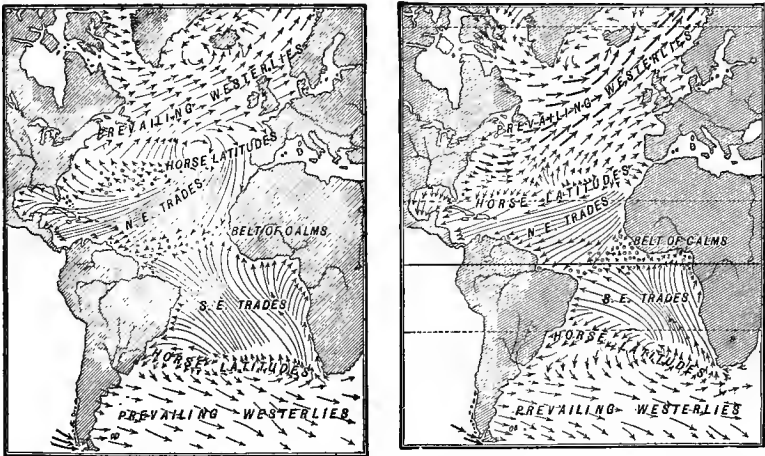 PREVAILING WESTERLIES
HORSE LATITUDES
N.E. TRADES
BELT OF CALMS
S.E. TRADES
HORSE LATITUDES
PREVAILING WESTERLIES
PREVAILING WESTERLIES
HORSE LATITUDES
N.E. TRADES
BELT OF CALMS
S.E. TRADES
HORSE LATITUDES
PREVAILING WESTERLIES